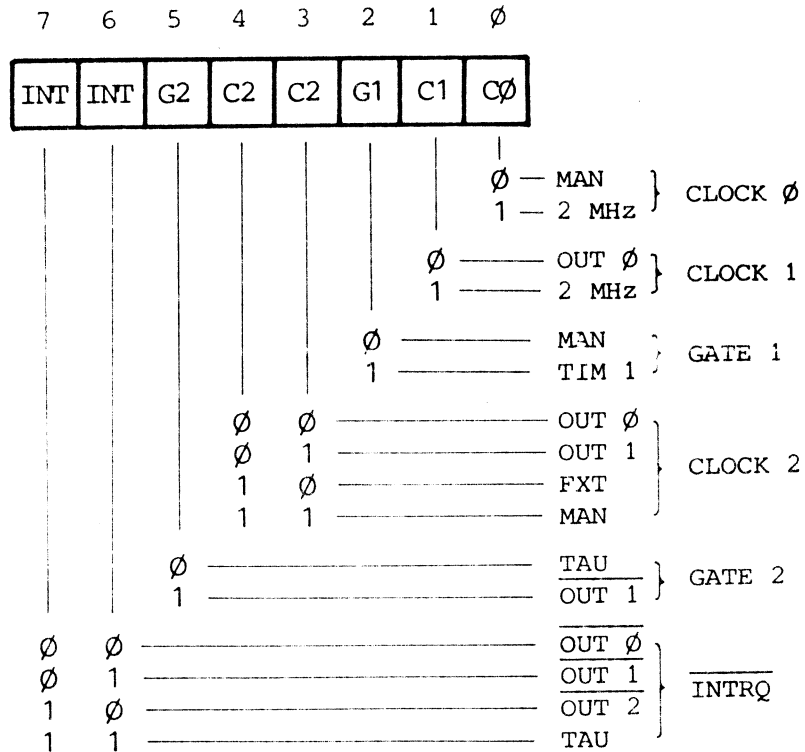 7 6 5 4 3 2 1 Ø
INT INT G2 C2 C2 G1 C1 CØ
Ø MAN
1 2 MHz
CLOCK Ø
Ø OUT Ø
1 2 MHz
CLOCK 1
Ø MAN
1 TIM 1
GATE 1
Ø Ø OUT Ø
Ø 1 OUT 1
1 Ø FXT
1 1 MAN
CLOCK 2
Ø TAU
1 OUT 1
GATE 2
Ø Ø OUT Ø
Ø 1 OUT 1
1 Ø OUT 2
1 1 TAU
INTRQ